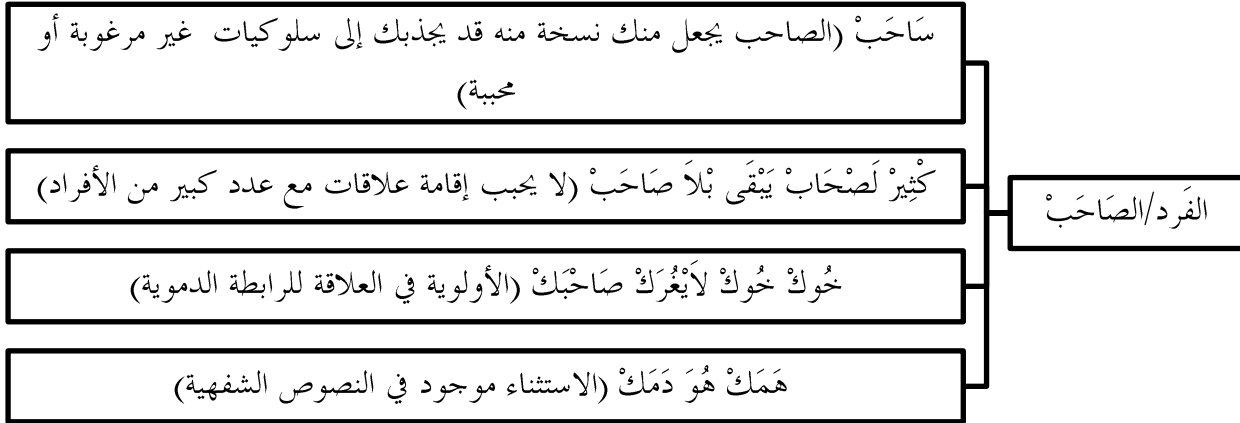 سَاحَبْ (الصاحب يجعل منك نسخة منه قد يجذبك إلى سلوكيات غير مرغوبة أو
محببة)
كْثِيرْ لَصْحَابْ يَبْقَى بْلاَ صَاحَبْ (لا يحبب إقامة علاقات مع عدد كبير من الأفراد)
الفَرد/الصَاحَبْ
خُوكْ خُوكْ لاَيْغُرَكْ صَاحْبَكْ (الأولوية في العلاقة للرابطة الدموية)
هَمَكْ هُوَ دَمَكْ (الاستثناء موجود في النصوص الشفهية)